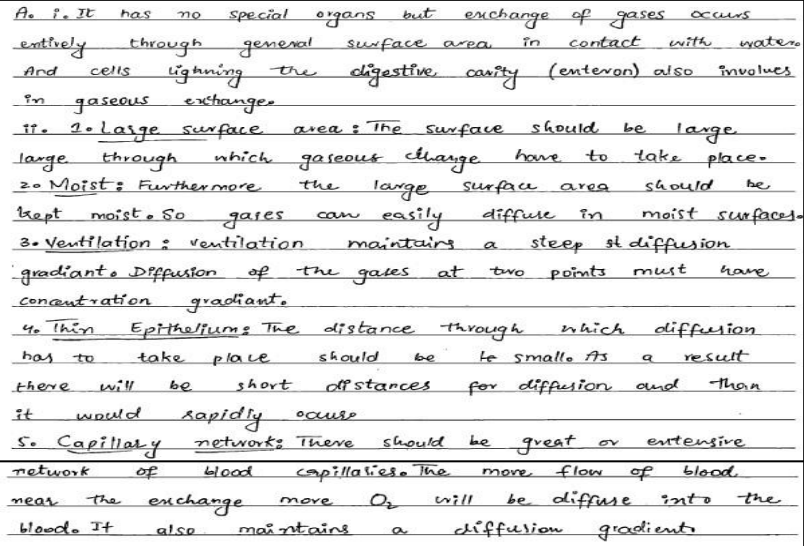 A. i. It has no special organs but exchange of gases occurs
entirely through general surface area in contact with water.
And cells lighning the digestive cavity (enteron) also involves
in gaseous exchange.
ii. 1. Large surface area : The surface should be large
large through which gaseous change have to take place.
2. Moist : Furthermore the large surface area should be
kept moist. So gases can easily diffuse in moist surfaces.
3. Ventilation : ventilation maintains a steep st diffusion
gradiant. Diffusion of the gases at two points must have
concentration gradiant.
4. Thin Epithelium : The distance through which diffusion
has to take place should be te small. As a result
there will be short distances for diffusion and then
it would rapidly occur.
5. Capillary network : There should be great or extensive
network of blood capillaries. The more flow of blood
near the exchange more O₂ will be diffuse into the
blood. It also maintains a diffusion gradient.